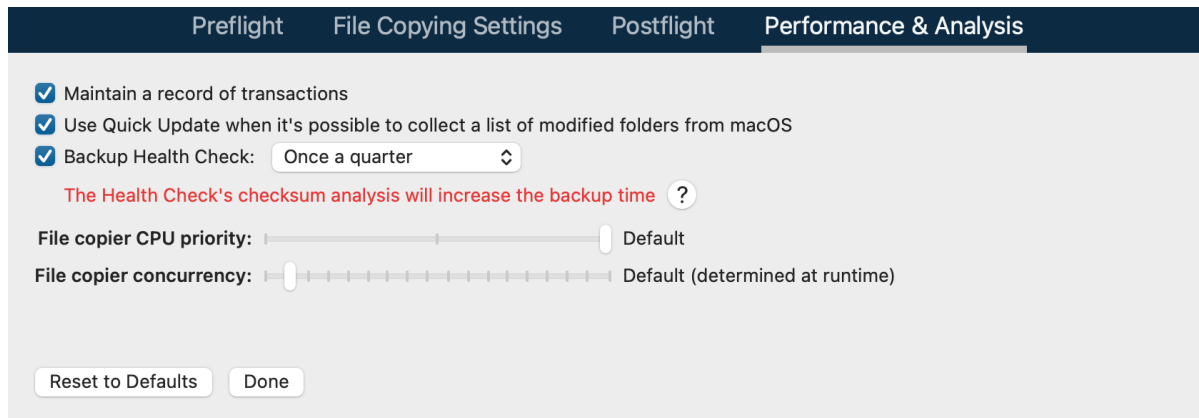 Preflight File Copying Settings Postflight Performance & Analysis
Maintain a record of transactions
Use Quick Update when it's possible to collect a list of modified folders from macOS
Backup Health Check: Once a quarter
The Health Check's checksum analysis will increase the backup time ?
File copier CPU priority: Default
File copier concurrency: Default (determined at runtime)
Reset to Defaults Done